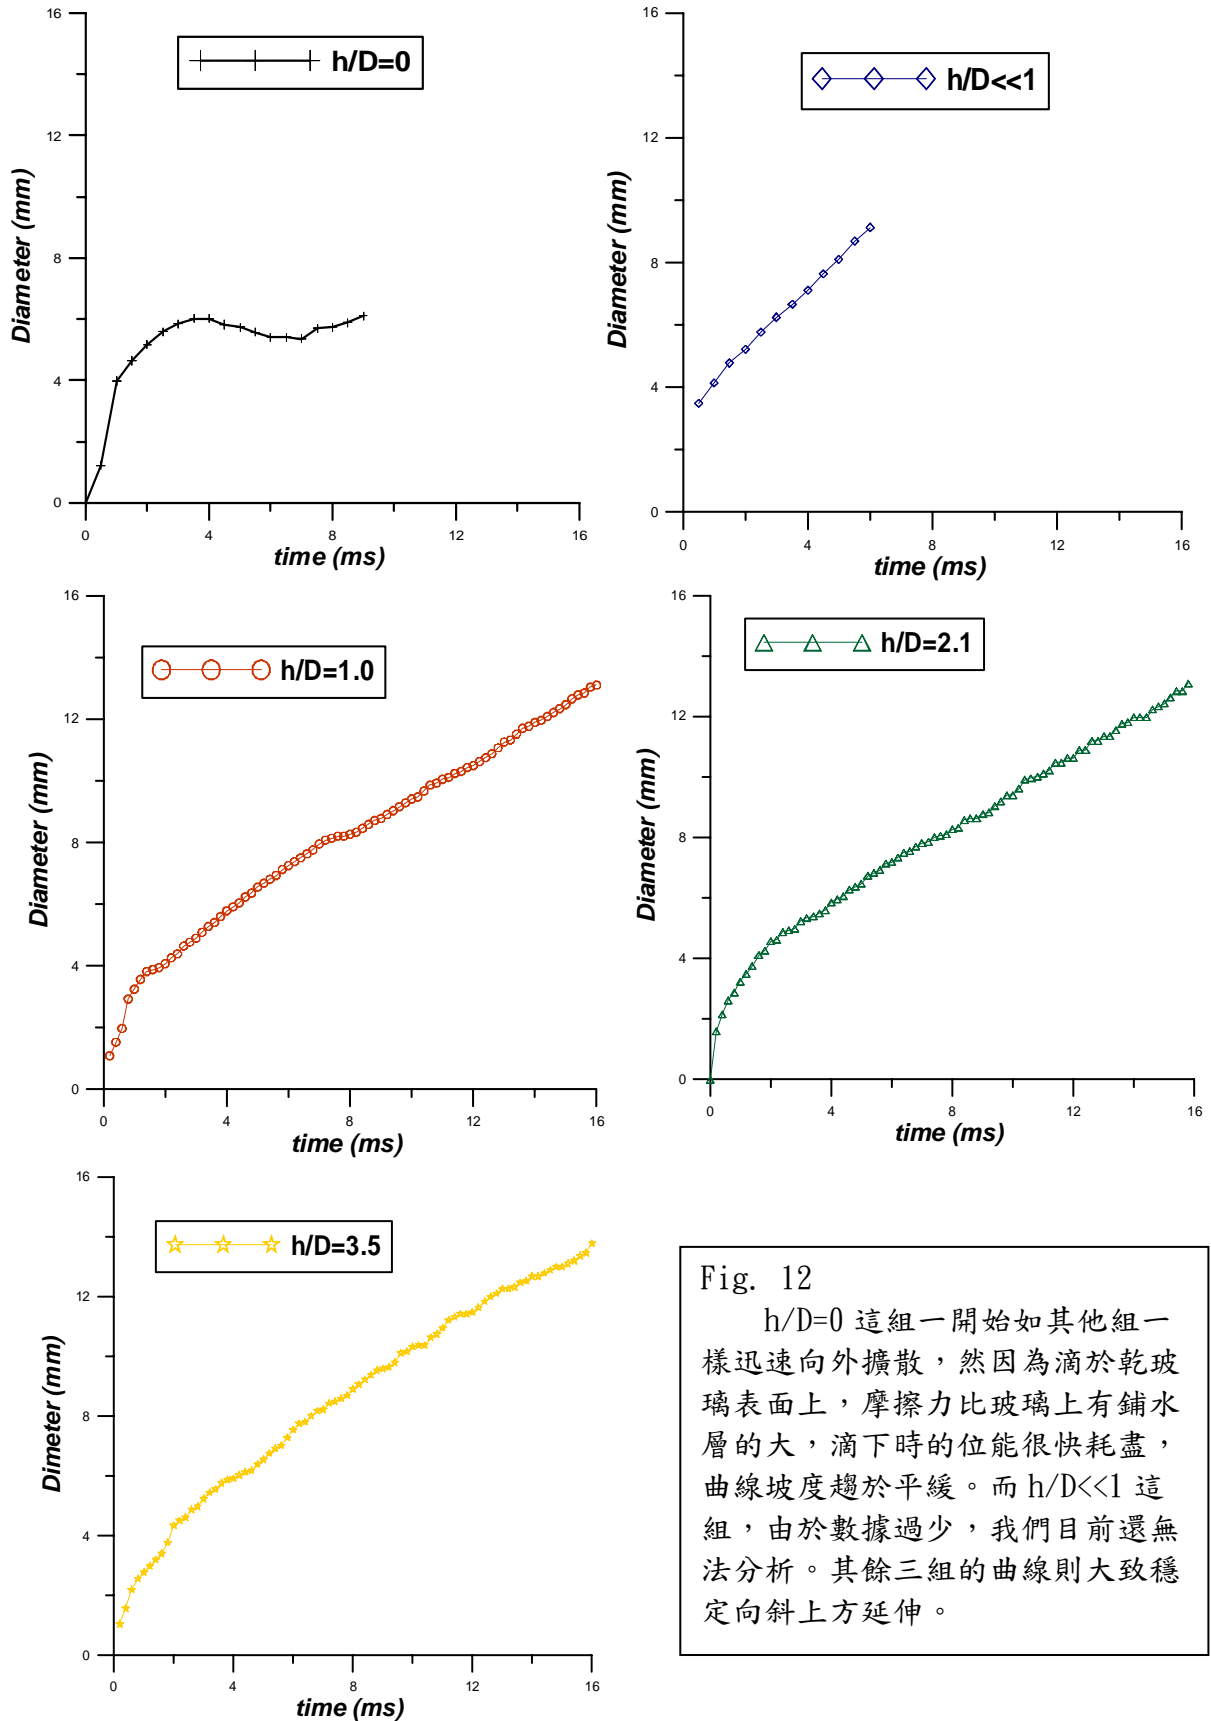 h/D=0
16
12
8
4
0
Diameter (mm)
0 4 8 12 16
time (ms)
h/D<<1
16
12
8
4
0
Diameter (mm)
0 4 8 12 16
time (ms)
h/D=1.0
16
12
8
4
0
Diameter (mm)
0 4 8 12 16
time (ms)
h/D=2.1
16
12
8
4
0
Diameter (mm)
0 4 8 12 16
time (ms)
h/D=3.5
16
12
8
4
0
Dimeter (mm)
0 4 8 12 16
time (ms)
Fig. 12
h/D=0 這組一開始如其他組一
樣迅速向外擴散，然因為滴於乾玻
璃表面上，摩擦力比玻璃上有鋪水
層的大，滴下時的位能很快耗盡，
曲線坡度趨於平緩。而 h/D<<1 這
組，由於數據過少，我們目前還無
法分析。其餘三組的曲線則大致穩
定向斜上方延伸。